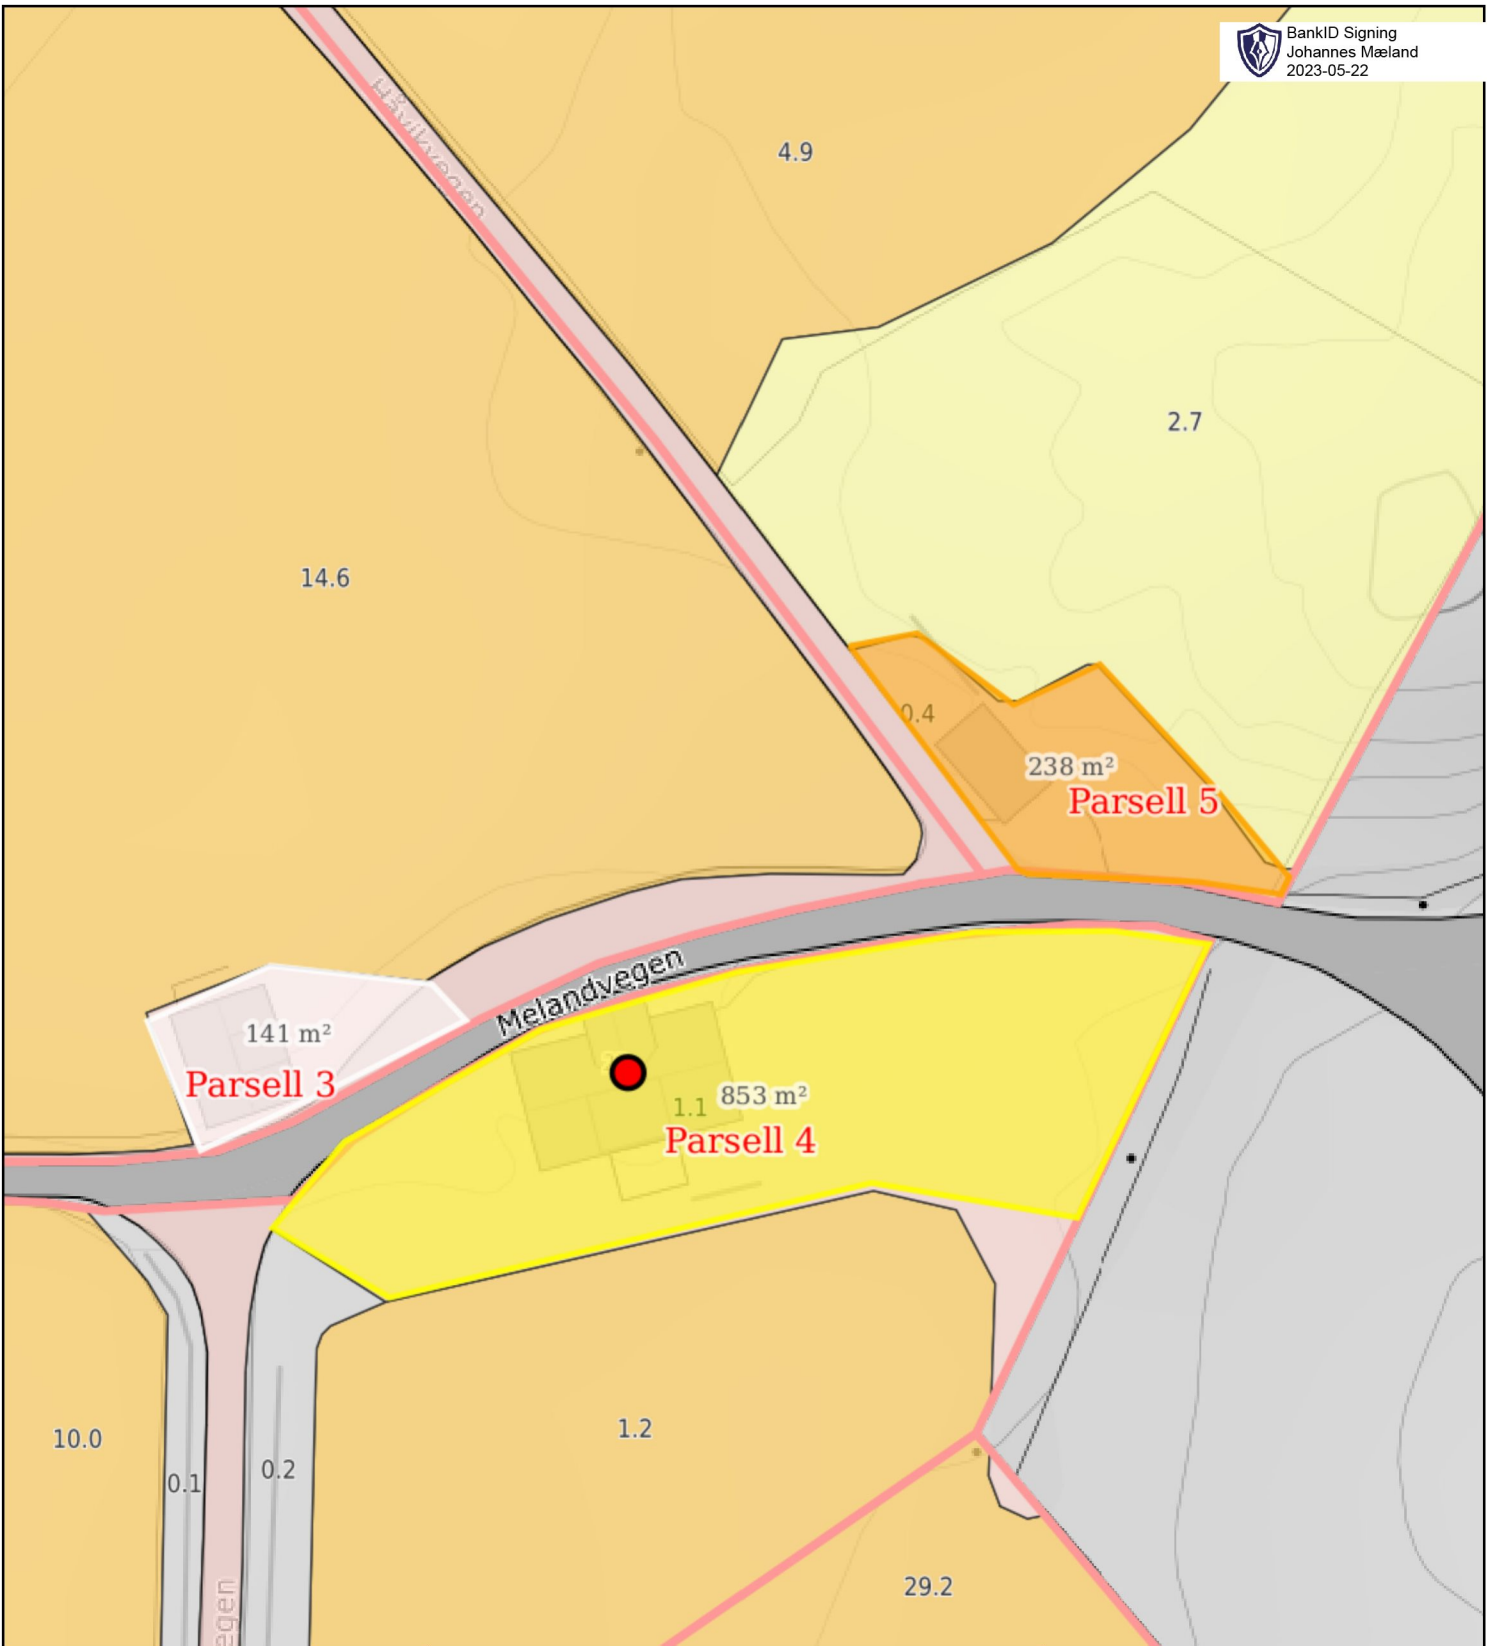 BankID Signing
Johannes Mæland
2023-05-22
Håvikvegen
4.9
2.7
14.6
0.4
238 m²
Parsell 5
Melandvegen
141 m²
Parsell 3
853 m²
1.1
Parsell 4
10.0
1.2
0.1
0.2
29.2
egen